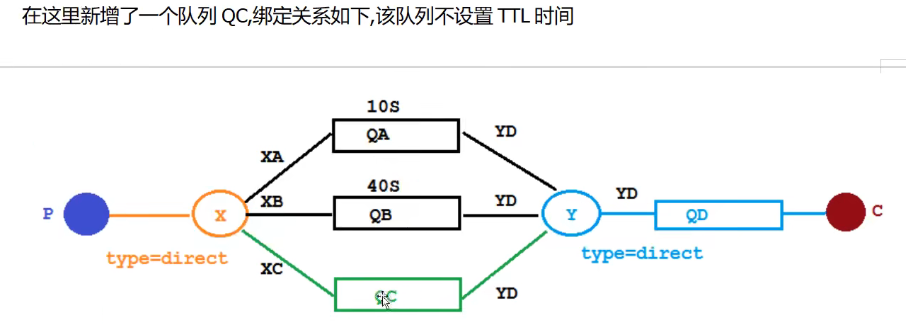 在这里新增了一个队列 QC,绑定关系如下,该队列不设置 TTL 时间
10S
QA
XA
YD
40S
P
X
XB
QB
YD
Y
YD
QD
C
type=direct
type=direct
XC
QC
YD